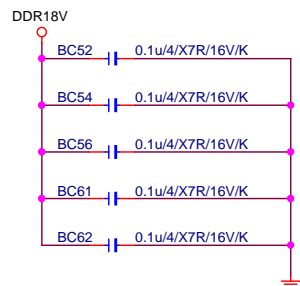 DDR18V
BC52 0.1u/4/X7R/16V/K
BC54 0.1u/4/X7R/16V/K
BC56 0.1u/4/X7R/16V/K
BC61 0.1u/4/X7R/16V/K
BC62 0.1u/4/X7R/16V/K